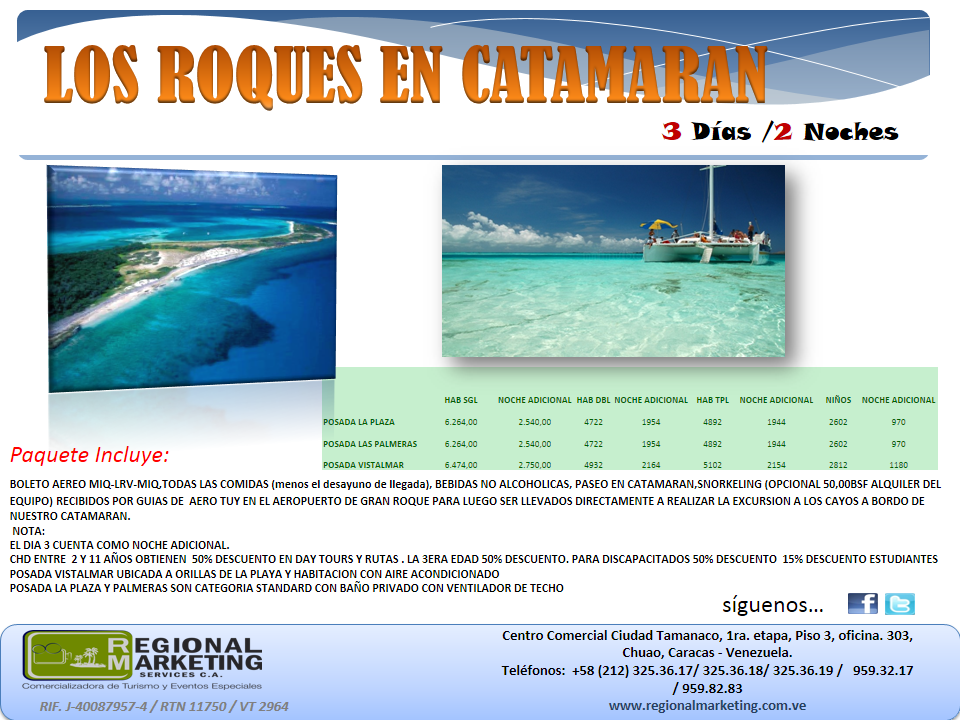 LOS ROQUES EN CATAMARAN
3 Días /2 Noches
HAB SGL NOCHE ADICIONAL HAB DBL NOCHE ADICIONAL HAB TPL NOCHE ADICIONAL NIÑOS NOCHE ADICIONAL
POSADA LA PLAZA 6.264,00 2.540,00 4722 1954 4892 1944 2602 970
POSADA LAS PALMERAS 6.264,00 2.540,00 4722 1954 4892 1944 2602 970
POSADA VISTALMAR 6.474,00 2.750,00 4932 2164 5102 2154 2812 1180
Paquete Incluye:
BOLETO AEREO MIQ-LRV-MIQ,TODAS LAS COMIDAS (menos el desayuno de llegada), BEBIDAS NO ALCOHOLICAS, PASEO EN CATAMARAN,SNORKELING (OPCIONAL 50,00BSF ALQUILER DEL
EQUIPO) RECIBIDOS POR GUIAS DE AERO TUY EN EL AEROPUERTO DE GRAN ROQUE PARA LUEGO SER LLEVADOS DIRECTAMENTE A REALIZAR LA EXCURSION A LOS CAYOS A BORDO DE
NUESTRO CATAMARAN.
NOTA:
EL DIA 3 CUENTA COMO NOCHE ADICIONAL.
CHD ENTRE 2 Y 11 AÑOS OBTIENEN 50% DESCUENTO EN DAY TOURS Y RUTAS . LA 3ERA EDAD 50% DESCUENTO. PARA DISCAPACITADOS 50% DESCUENTO 15% DESCUENTO ESTUDIANTES
POSADA VISTALMAR UBICADA A ORILLAS DE LA PLAYA Y HABITACION CON AIRE ACONDICIONADO
POSADA LA PLAZA Y PALMERAS SON CATEGORIA STANDARD CON BAÑO PRIVADO CON VENTILADOR DE TECHO
síguenos...
REGIONAL
MARKETING
SERVICES C.A.
Comercializadora de Turismo y Eventos Especiales
RIF. J-40087957-4 / RTN 11750 / VT 2964
Centro Comercial Ciudad Tamanaco, 1ra. etapa, Piso 3, oficina. 303,
Chuao, Caracas - Venezuela.
Teléfonos: +58 (212) 325.36.17/ 325.36.18/ 325.36.19 / 959.32.17
/ 959.82.83
www.regionalmarketing.com.ve